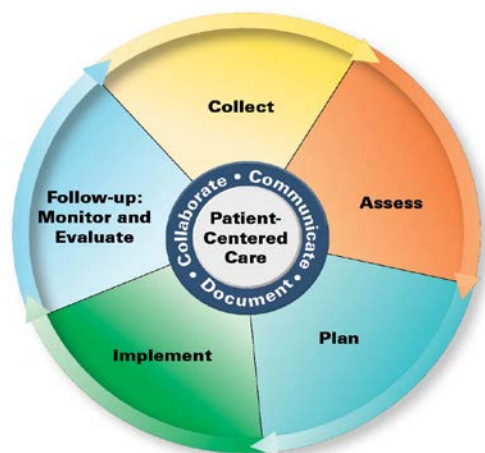 Collect
Assess
Plan
Implement
Follow-up:
Monitor and
Evaluate
Collaborate • Communicate • Document •
Patient-
Centered
Care